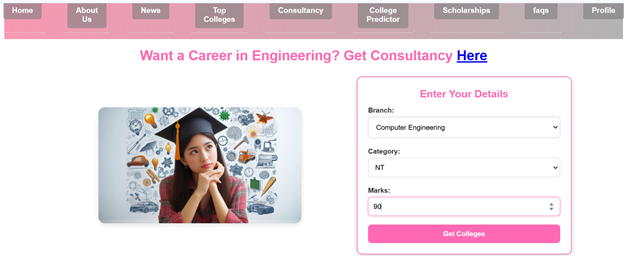 Home
About
Us
News
Top
Colleges
Consultancy
College
Predictor
Scholarships
faqs
Profile
Want a Career in Engineering? Get Consultancy Here
Enter Your Details
Branch:
Computer Engineering
Category:
NT
Marks:
90
Get Colleges